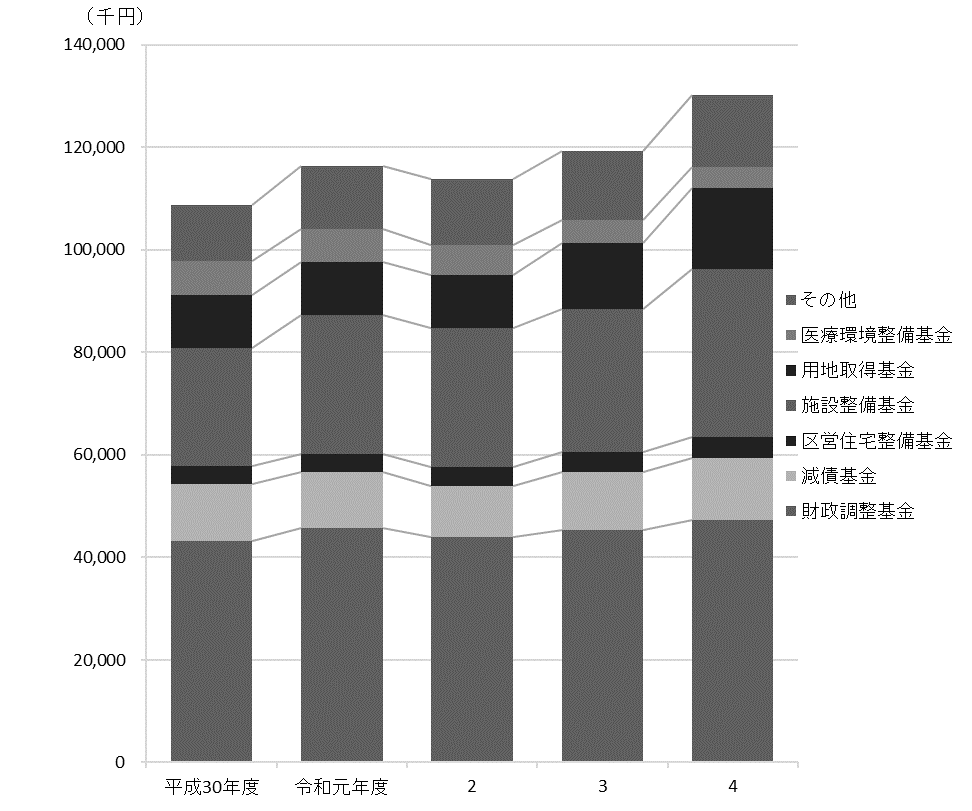 （千円）
140,000
120,000
100,000
80,000
60,000
40,000
20,000
0
平成30年度 令和元年度 2 3 4
その他
医療環境整備基金
用地取得基金
施設整備基金
区営住宅整備基金
減債基金
財政調整基金